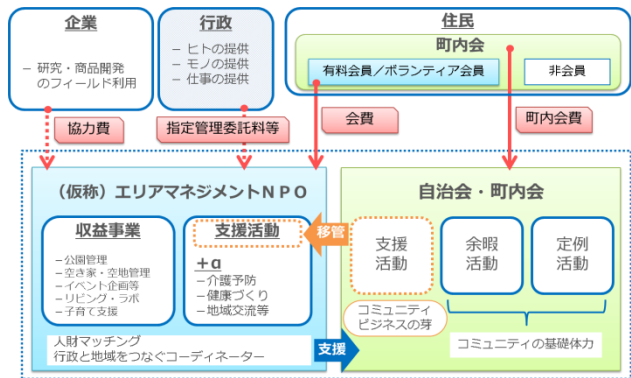 企業
− 研究・商品開発
のフィールド利用
行政
− ヒトの提供
− モノの提供
− 仕事の提供
住民
町内会
有料会員／ボランティア会員
非会員
協力費
指定管理委託料等
会費
町内会費
（仮称）エリアマネジメントＮＰＯ
収益事業
−公園管理
−空き家・空地管理
−イベント企画等
−リビング・ラボ
−子育て支援
支援活動
＋α
−介護予防
−健康づくり
−地域交流等
人財マッチング
行政と地域をつなぐコーディネーター
移管
支援
自治会・町内会
支援
活動
余暇
活動
定例
活動
コミュニティ
ビジネスの芽
コミュニティの基礎体力